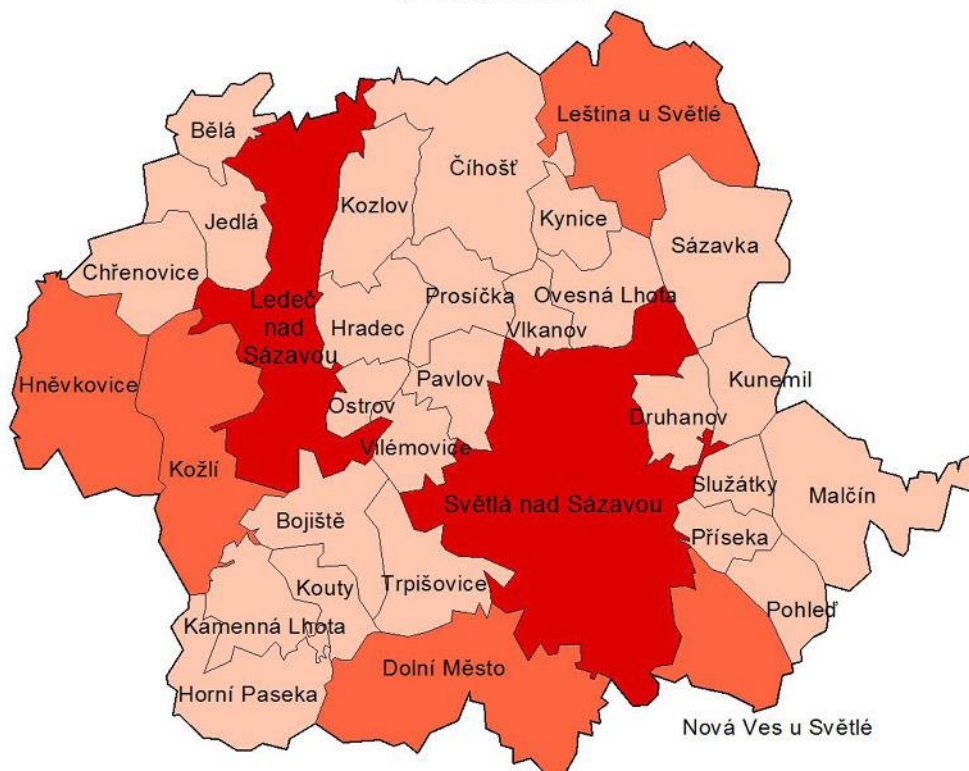 Leština u Světlé
Bělá
Číhošť
Kozlov
Kynice
Jedlá
Sázavka
Chřenovice
Prosíčka
Ovesná Lhota
Ledeč
nad
Sázavou
Hradec
Vlkanov
Hněvkovice
Pavlov
Kunemil
Ostrov
Druhanov
Vilémovice
Kožlí
Služátky
Malčín
Světlá nad Sázavou
Bojiště
Příseka
Kouty
Trpišovice
Pohleď
Kamenná Lhota
Dolní Město
Horní Paseka
Nová Ves u Světlé